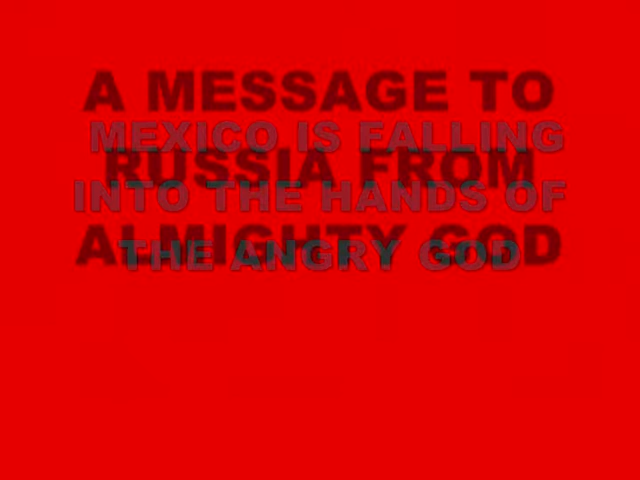 A MESSAGE TO
MEXICO IS FALLING
RUSSIA FROM
INTO THE HANDS OF
ALMIGHTY GOD
THE ANGRY GOD